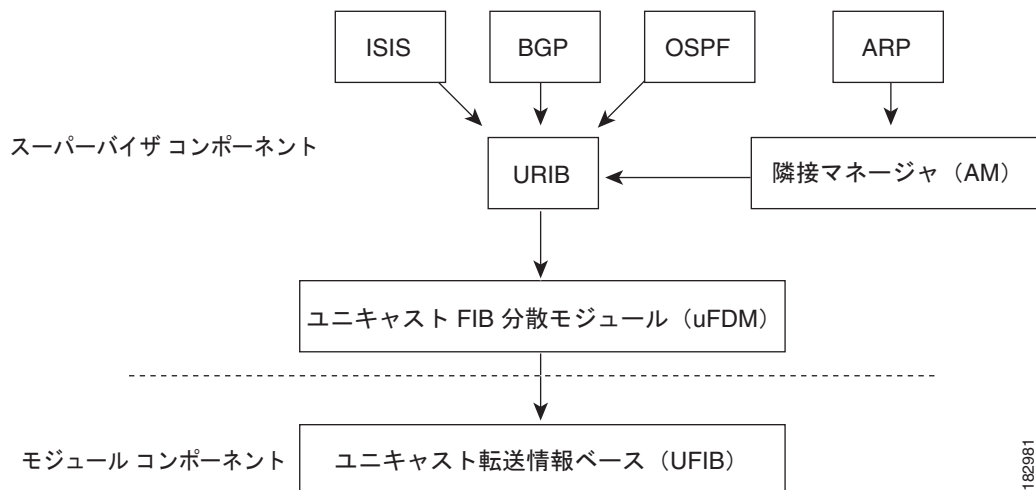 ISIS
BGP
OSPF
ARP
スーパーバイザ コンポーネント
URIB
隣接マネージャ（AM）
ユニキャスト FIB 分散モジュール（uFDM）
モジュール コンポーネント
ユニキャスト転送情報ベース（UFIB）
182981